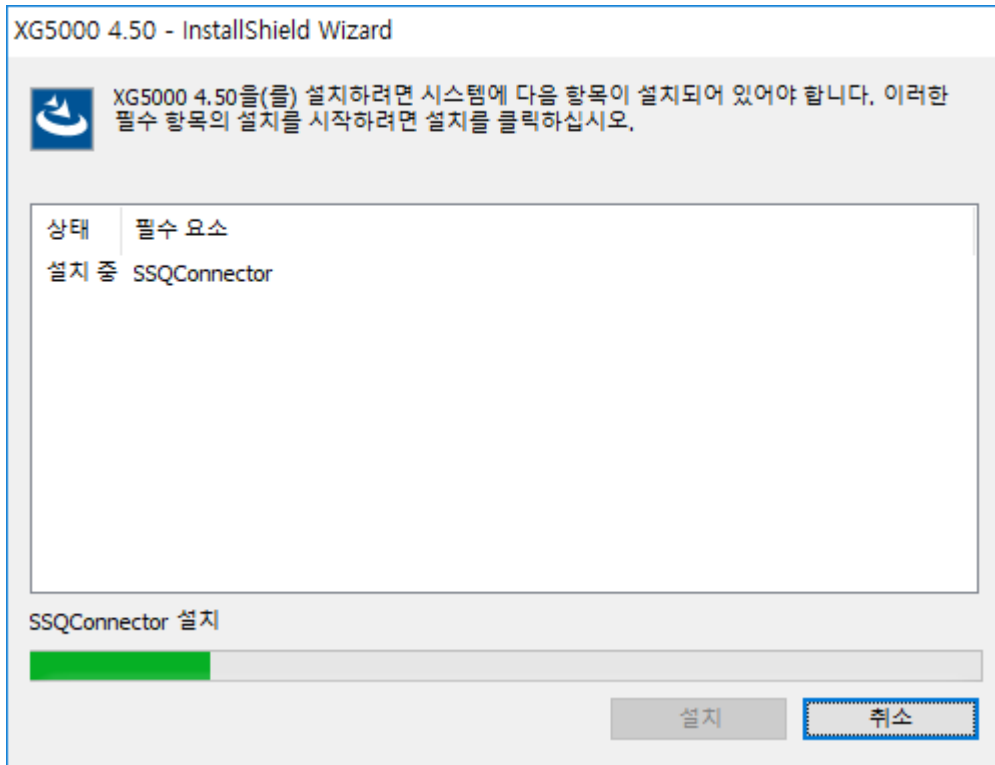 XG5000 4.50 - InstallShield Wizard
XG5000 4.50을(를) 설치하려면 시스템에 다음 항목이 설치되어 있어야 합니다. 이러한
필수 항목의 설치를 시작하려면 설치를 클릭하십시오.
상태 필수 요소
설치 중 SSQConnector
SSQConnector 설치
설치 취소